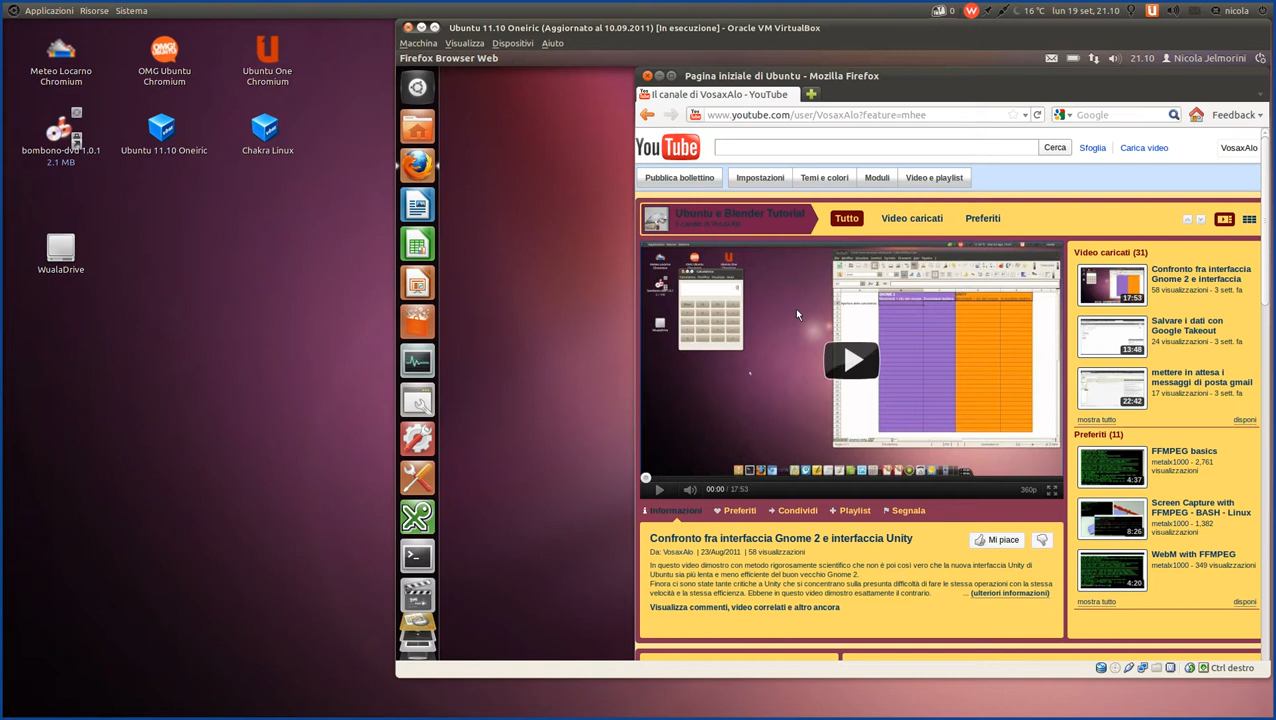 Applicazioni Risorse Sistema
0 16 °C lun 19 set, 21.10 nicola
Meteo Locarno
Chromium
OMG Ubuntu
Chromium
Ubuntu One
Chromium
bombono-dvd 1.0.1
2.1 MB
Ubuntu 11.10 Oneiric
Chakra Linux
WualaDrive
Ubuntu 11.10 Oneiric (Aggiornato al 10.09.2011) [In esecuzione] - Oracle VM VirtualBox
Macchina Visualizza Dispositivi Aiuto
Firefox Browser Web 21.10 Nicola Jelmorini
Pagina iniziale di Ubuntu - Mozilla Firefox
Il canale di VosaxAlo - YouTube
www.youtube.com/user/VosaxAlo?feature=mhee Google Feedback
YouTube Cerca Sfoglia Carica video VosaxAlo
Pubblica bollettino Impostazioni Temi e colori Moduli Video e playlist
Ubuntu e Blender Tutorial
Il canale di VosaxAlo
Tutto Video caricati Preferiti
Video caricati (31)
Confronto fra interfaccia
Gnome 2 e interfaccia
58 visualizzazioni - 3 sett. fa
17:53
Salvare i dati con
Google Takeout
24 visualizzazioni - 3 sett. fa
13:48
mettere in attesa i
messaggi di posta gmail
17 visualizzazioni - 3 sett. fa
22:42
mostra tutto disponi
Preferiti (11)
FFMPEG basics
metalx1000 - 2,761
visualizzazioni
4:37
Screen Capture with
FFMPEG - BASH - Linux
metalx1000 - 1,382
visualizzazioni
8:26
WebM with FFMPEG
metalx1000 - 349 visualizzazioni
4:20
mostra tutto disponi
00:00 / 17:53 360p
Informazioni Preferiti Condividi Playlist Segnala
Confronto fra interfaccia Gnome 2 e interfaccia Unity
Mi piace
Da: VosaxAlo | 23/Aug/2011 | 58 visualizzazioni
In questo video dimostro con metodo rigorosamente scientifico che non è poi così vero che la nuova interfaccia Unity di
Ubuntu sia più lenta e meno efficiente del buon vecchio Gnome 2.
Finora ci sono state tante critiche a Unity che si concentrano sulla presunta difficoltà di fare le stesse operazioni con la stessa
velocità e la stessa efficienza. Ebbene in questo video dimostro esattamente il contrario. ... (ulteriori informazioni)
Visualizza commenti, video correlati e altro ancora
Ctrl destro